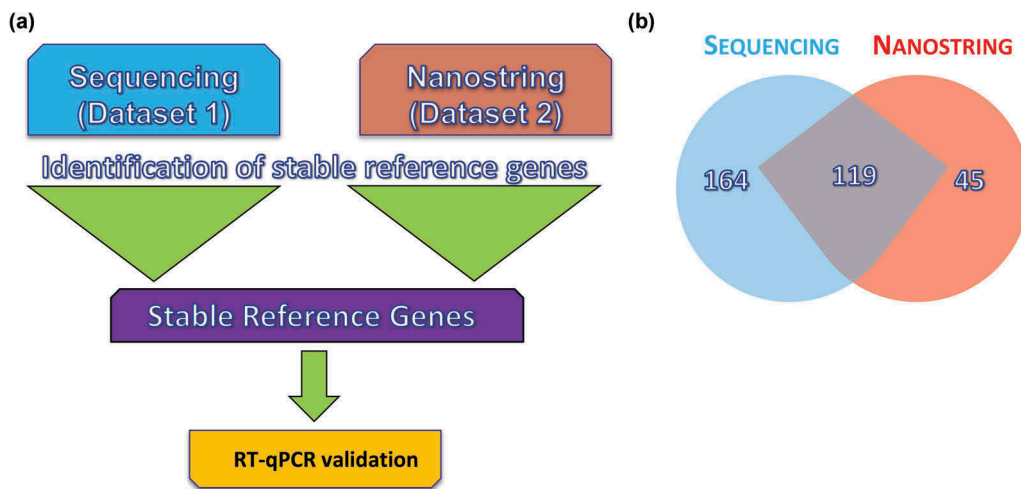 (a)
Sequencing
(Dataset 1)
Nanostring
(Dataset 2)
Identification of stable reference genes
Stable Reference Genes
RT-qPCR validation
(b)
SEQUENCING
NANOSTRING
164
119
45